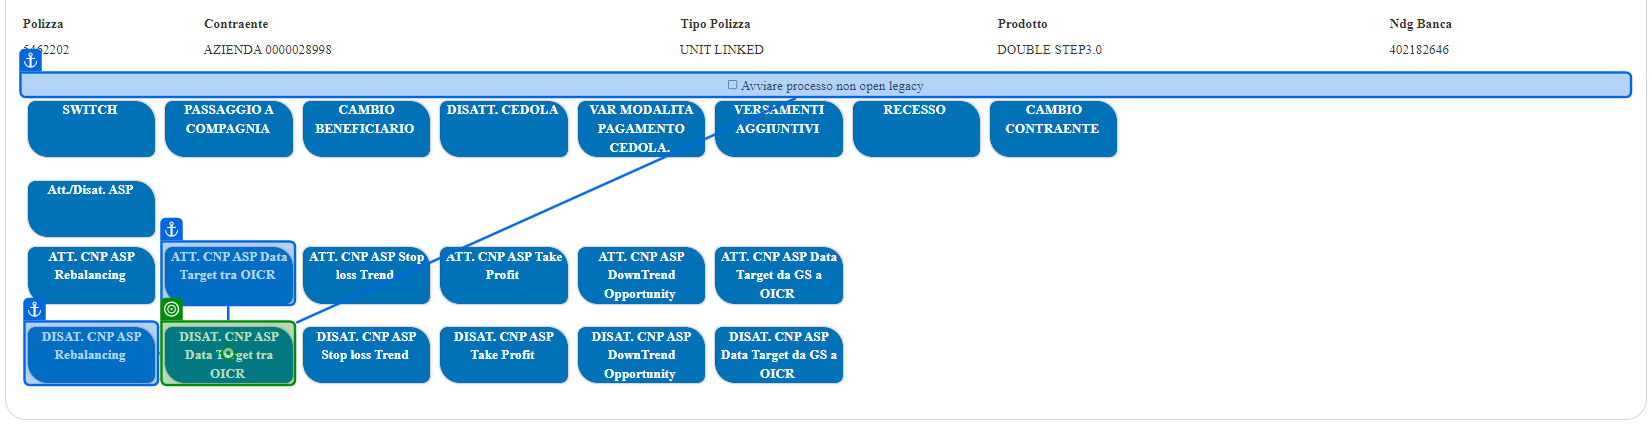 Polizza Contraente Tipo Polizza Prodotto Ndg Banca
5462202 AZIENDA 0000028998 UNIT LINKED DOUBLE STEP3.0 402182646
Avviare processo non open legacy
SWITCH
PASSAGGIO A
COMPAGNIA
CAMBIO
BENEFICIARIO
DISATT. CEDOLA
VAR MODALITA
PAGAMENTO
CEDOLA.
VERSAMENTI
AGGIUNTIVI
RECESSO
CAMBIO
CONTRAENTE
Att./Disat. ASP
ATT. CNP ASP
Rebalancing
ATT. CNP ASP Data
Target tra OICR
ATT. CNP ASP Stop
loss Trend
ATT. CNP ASP Take
Profit
ATT. CNP ASP
DownTrend
Opportunity
ATT. CNP ASP Data
Target da GS a
OICR
DISAT. CNP ASP
Rebalancing
DISAT. CNP ASP
Data Target tra
OICR
DISAT. CNP ASP
Stop loss Trend
DISAT. CNP ASP
Take Profit
DISAT. CNP ASP
DownTrend
Opportunity
DISAT. CNP ASP
Data Target da GS a
OICR